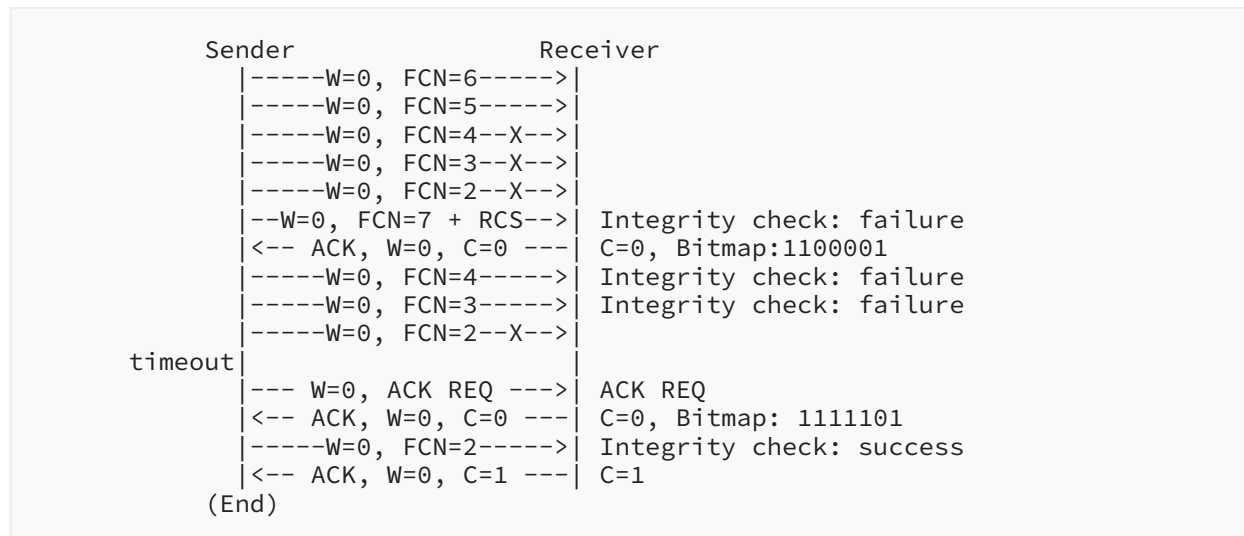 Sender                    Receiver
  |-----W=0, FCN=6----->|
  |-----W=0, FCN=5----->|
  |-----W=0, FCN=4--X-->|
  |-----W=0, FCN=3--X-->|
  |-----W=0, FCN=2--X-->|
  |--W=0, FCN=7 + RCS-->| Integrity check: failure
  |<-- ACK, W=0, C=0 ---| C=0, Bitmap:1100001
  |-----W=0, FCN=4----->| Integrity check: failure
  |-----W=0, FCN=3----->| Integrity check: failure
  |-----W=0, FCN=2--X-->|
timeout|                     |
  |--- W=0, ACK REQ --->| ACK REQ
  |<-- ACK, W=0, C=0 ---| C=0, Bitmap: 1111101
  |-----W=0, FCN=2----->| Integrity check: success
  |<-- ACK, W=0, C=1 ---| C=1
(End)